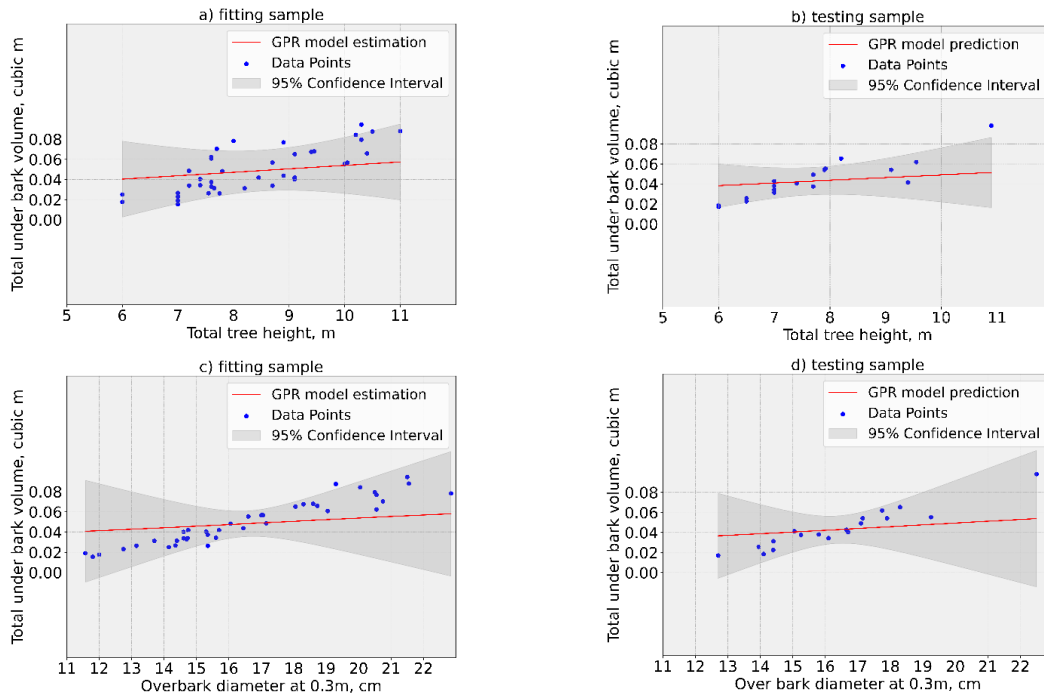 a) fitting sample
GPR model estimation
Data Points
95% Confidence Interval
Total under bark volume, cubic m
0.08
0.06
0.04
0.02
0.00
5 6 7 8 9 10 11
Total tree height, m
b) testing sample
GPR model prediction
Data Points
95% Confidence Interval
Total under bark volume, cubic m
0.08
0.06
0.04
0.02
0.00
5 6 7 8 9 10 11
Total tree height, m
c) fitting sample
GPR model estimation
Data Points
95% Confidence Interval
Total under bark volume, cubic m
0.08
0.06
0.04
0.02
0.00
11 12 13 14 15 16 17 18 19 20 21 22
Overbark diameter at 0.3m, cm
d) testing sample
GPR model prediction
Data Points
95% Confidence Interval
Total under bark volume, cubic m
0.08
0.06
0.04
0.02
0.00
11 12 13 14 15 16 17 18 19 20 21 22
Over bark diameter at 0.3m, cm